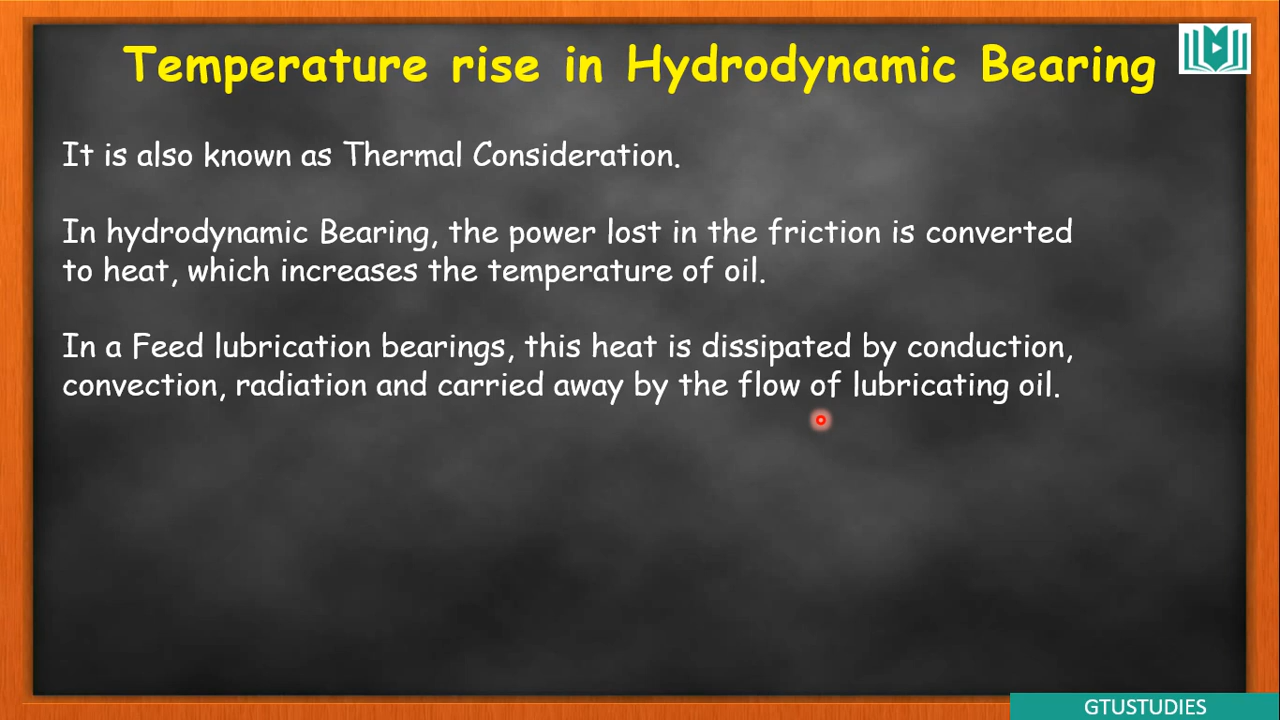 Temperature rise in Hydrodynamic Bearing
It is also known as Thermal Consideration.
In hydrodynamic Bearing, the power lost in the friction is converted
to heat, which increases the temperature of oil.
In a Feed lubrication bearings, this heat is dissipated by conduction,
convection, radiation and carried away by the flow of lubricating oil.
GTUSTUDIES